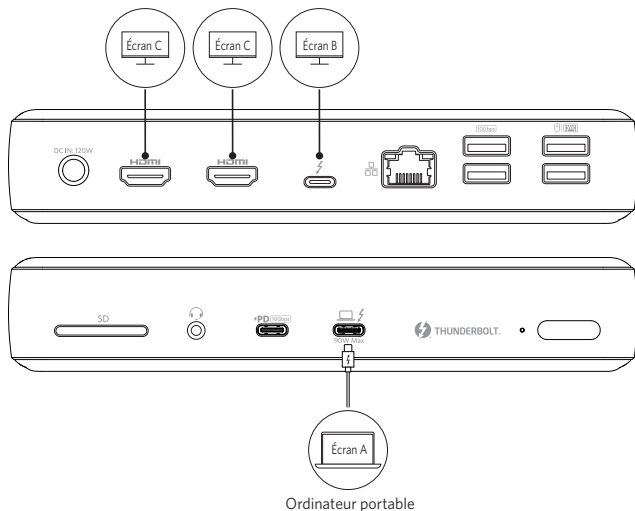 Écran C
Écran C
Écran B
DC IN: 120W
HDMI
HDMI
10Gbps
SD
PD 10Gbps
90W Max
THUNDERBOLT.
Écran A
Ordinateur portable